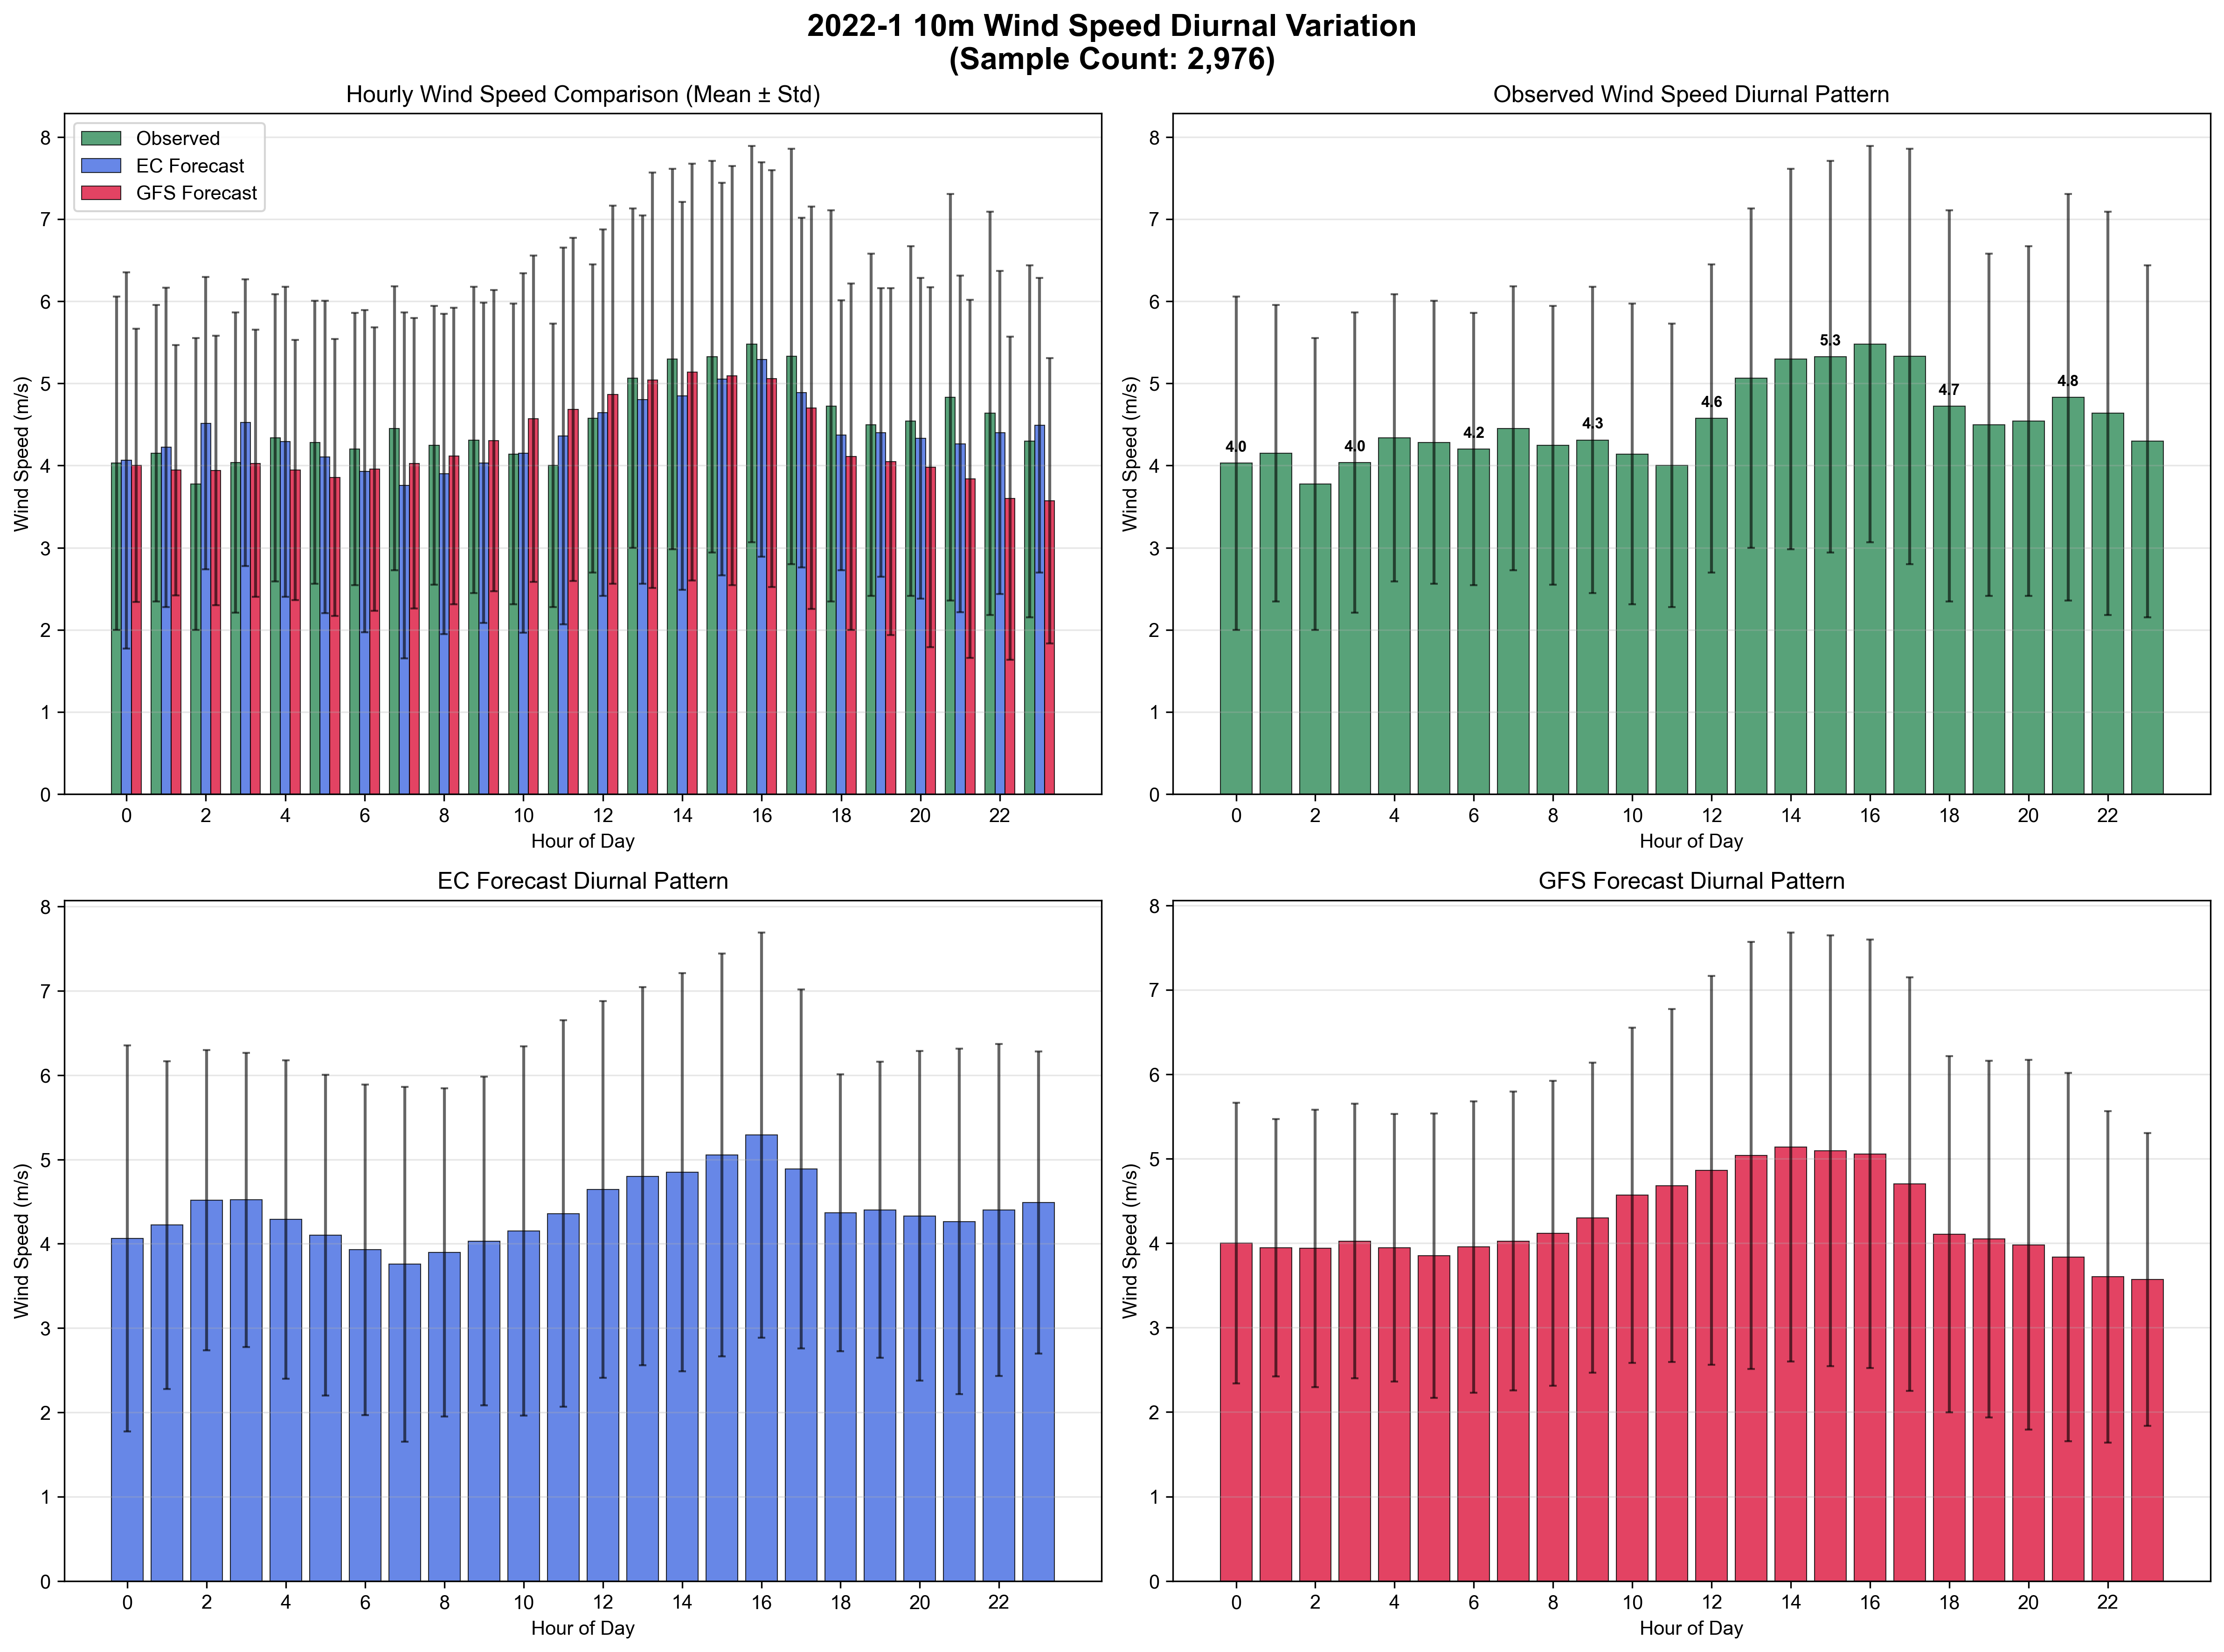 2022-1 10m Wind Speed Diurnal Variation
(Sample Count: 2,976)
Hourly Wind Speed Comparison (Mean ± Std)
Observed
EC Forecast
GFS Forecast
Wind Speed (m/s)
8
7
6
5
4
3
2
1
0
0 2 4 6 8 10 12 14 16 18 20 22
Hour of Day
Observed Wind Speed Diurnal Pattern
Wind Speed (m/s)
8
7
6
5
4
3
2
1
0
4.0 4.0 4.2 4.3 4.6 5.3 4.7 4.8
0 2 4 6 8 10 12 14 16 18 20 22
Hour of Day
EC Forecast Diurnal Pattern
Wind Speed (m/s)
8
7
6
5
4
3
2
1
0
0 2 4 6 8 10 12 14 16 18 20 22
Hour of Day
GFS Forecast Diurnal Pattern
Wind Speed (m/s)
8
7
6
5
4
3
2
1
0
0 2 4 6 8 10 12 14 16 18 20 22
Hour of Day